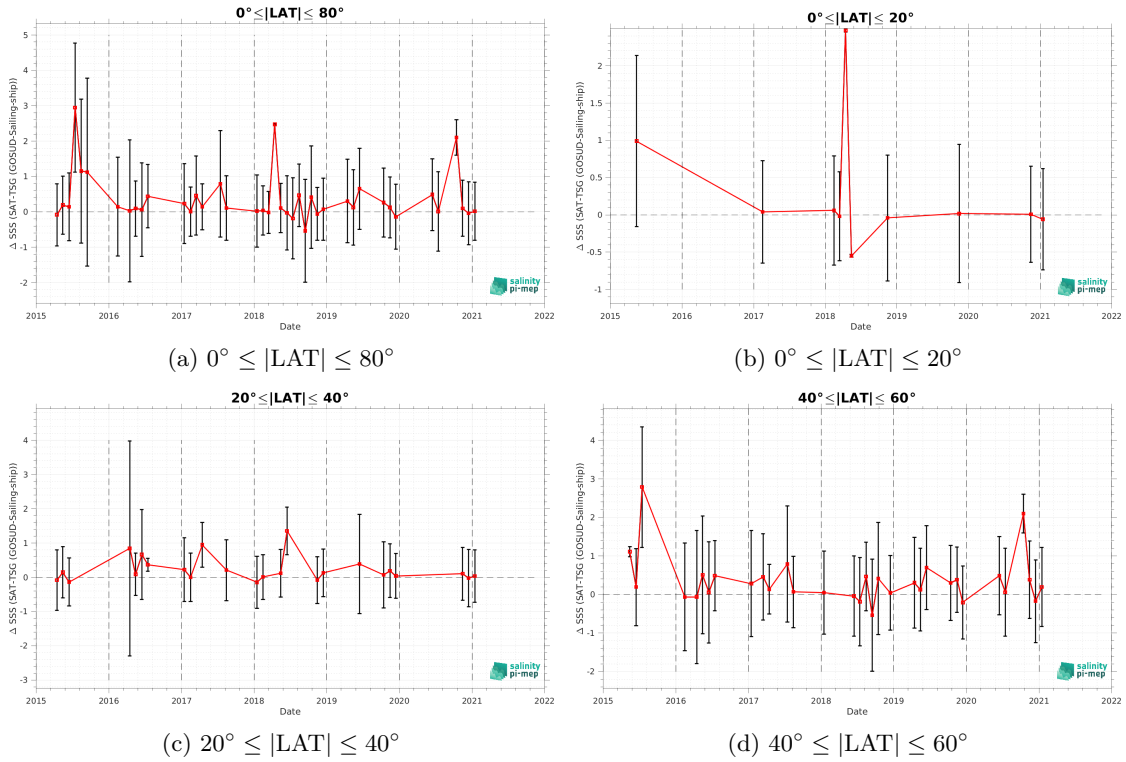 0°≤|LAT|≤ 80°
Δ SSS (SAT-TSG (GOSUD-Sailing-ship))
5
4
3
2
1
0
-1
-2
2015 2016 2017 2018 2019 2020 2021 2022
Date
salinity
pi-mep
(a) 0° ≤ |LAT| ≤ 80°
0°≤|LAT|≤ 20°
Δ SSS (SAT-TSG (GOSUD-Sailing-ship))
2
1.5
1
0.5
0
-0.5
-1
2015 2016 2017 2018 2019 2020 2021 2022
Date
salinity
pi-mep
(b) 0° ≤ |LAT| ≤ 20°
20°≤|LAT|≤ 40°
Δ SSS (SAT-TSG (GOSUD-Sailing-ship))
4
3
2
1
0
-1
-2
-3
2015 2016 2017 2018 2019 2020 2021 2022
Date
salinity
pi-mep
(c) 20° ≤ |LAT| ≤ 40°
40°≤|LAT|≤ 60°
Δ SSS (SAT-TSG (GOSUD-Sailing-ship))
4
3
2
1
0
-1
-2
2015 2016 2017 2018 2019 2020 2021 2022
Date
salinity
pi-mep
(d) 40° ≤ |LAT| ≤ 60°